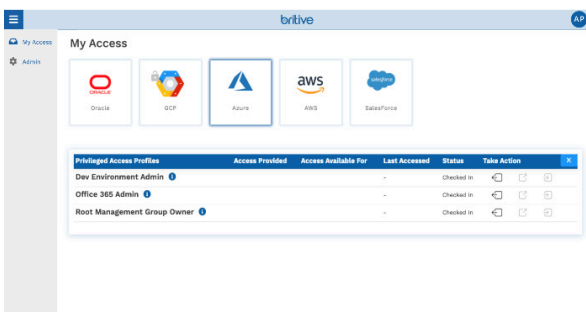 britive
AP
My Access
Admin
My Access
ORACLE
Oracle
GCP
Azure
aws
AWS
salesforce
SalesForce
Privileged Access Profiles Access Provided Access Available For Last Accessed Status Take Action X
Dev Environment Admin i - Checked In
Office 365 Admin i - Checked In
Root Management Group Owner i - Checked In